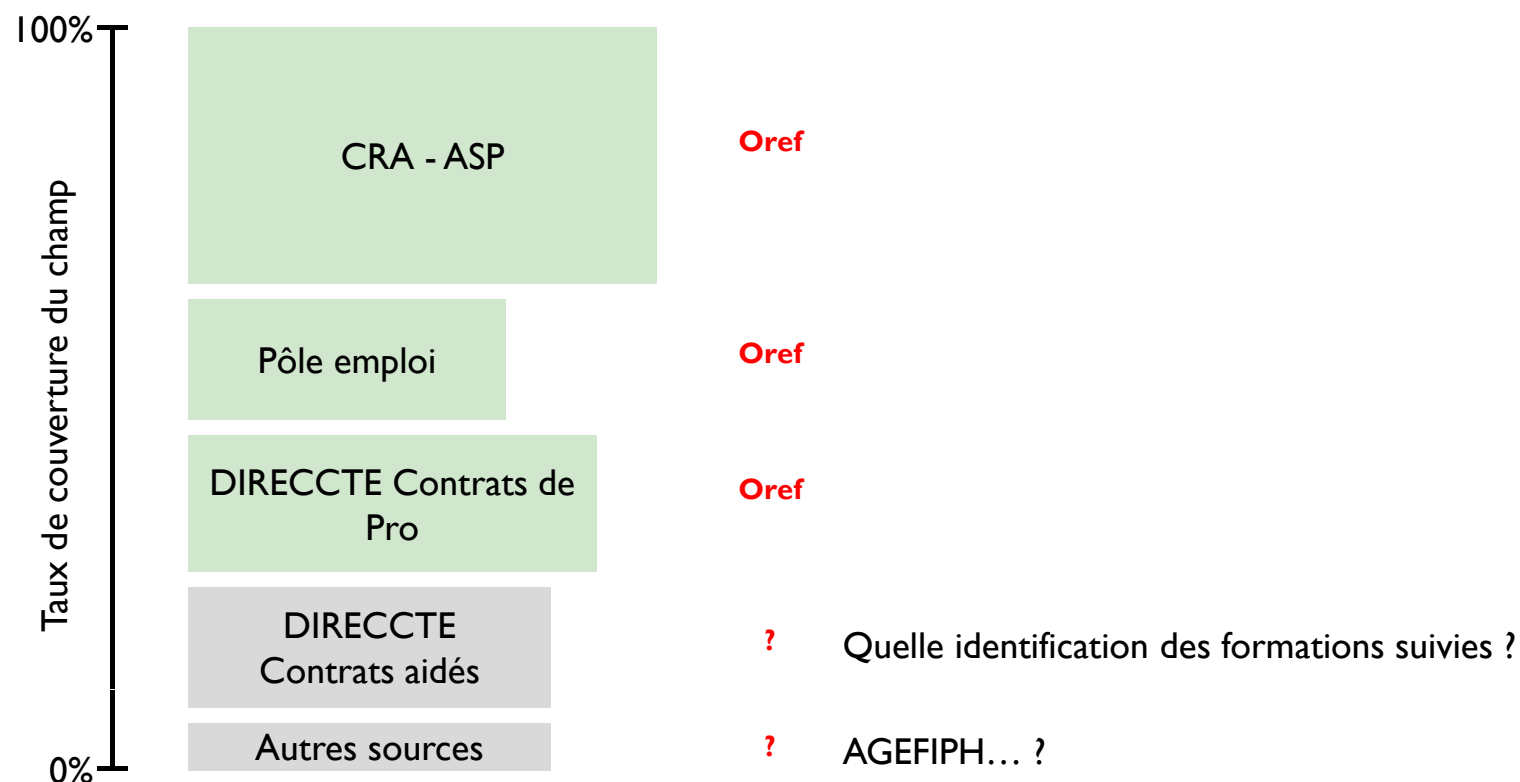 100%
CRA - ASP
Oref
Taux de couverture du champ
Pôle emploi
Oref
DIRECCTE Contrats de
Pro
Oref
DIRECCTE
Contrats aidés
?
Quelle identification des formations suivies ?
Autres sources
?
AGEFIPH… ?
0%